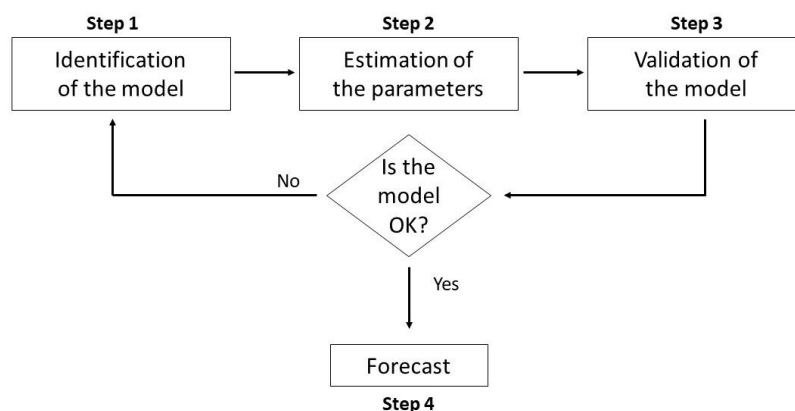 Step 1
Identification
of the model
Step 2
Estimation of
the parameters
Step 3
Validation of
the model
Is the
model
OK?
No
Yes
Forecast
Step 4